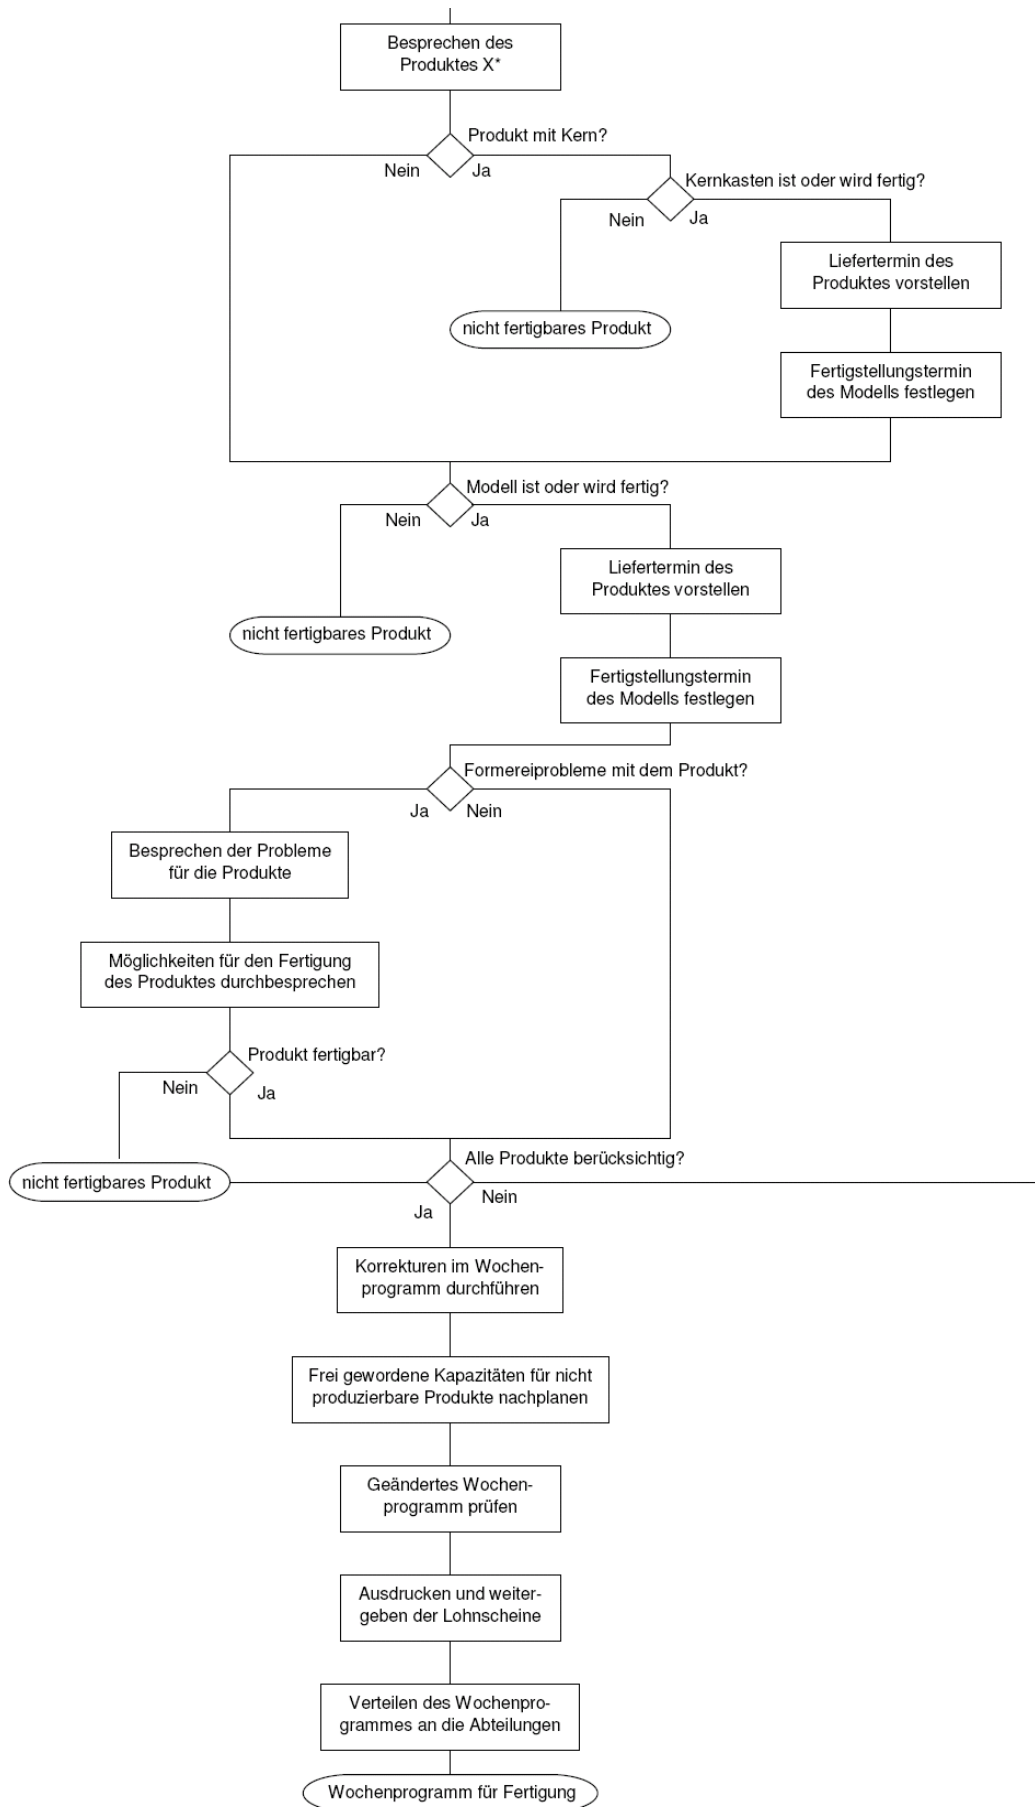 Besprechen des
Produktes X*
Produkt mit Kern?
Nein
Ja
Kernkasten ist oder wird fertig?
Nein
Ja
Liefertermin des
Produktes vorstellen
nicht fertigbares Produkt
Fertigstellungstermin
des Modells festlegen
Modell ist oder wird fertig?
Nein
Ja
Liefertermin des
Produktes vorstellen
nicht fertigbares Produkt
Fertigstellungstermin
des Modells festlegen
Formereiprobleme mit dem Produkt?
Ja
Nein
Besprechen der Probleme
für die Produkte
Möglichkeiten für den Fertigung
des Produktes durchbesprechen
Produkt fertigbar?
Nein
Ja
Alle Produkte berücksichtig?
nicht fertigbares Produkt
Nein
Ja
Korrekturen im Wochen-
programm durchführen
Frei gewordene Kapazitäten für nicht
produzierbare Produkte nachplanen
Geändertes Wochen-
programm prüfen
Ausdrucken und weiter-
geben der Lohnscheine
Verteilen des Wochenpro-
grammes an die Abteilungen
Wochenprogramm für Fertigung